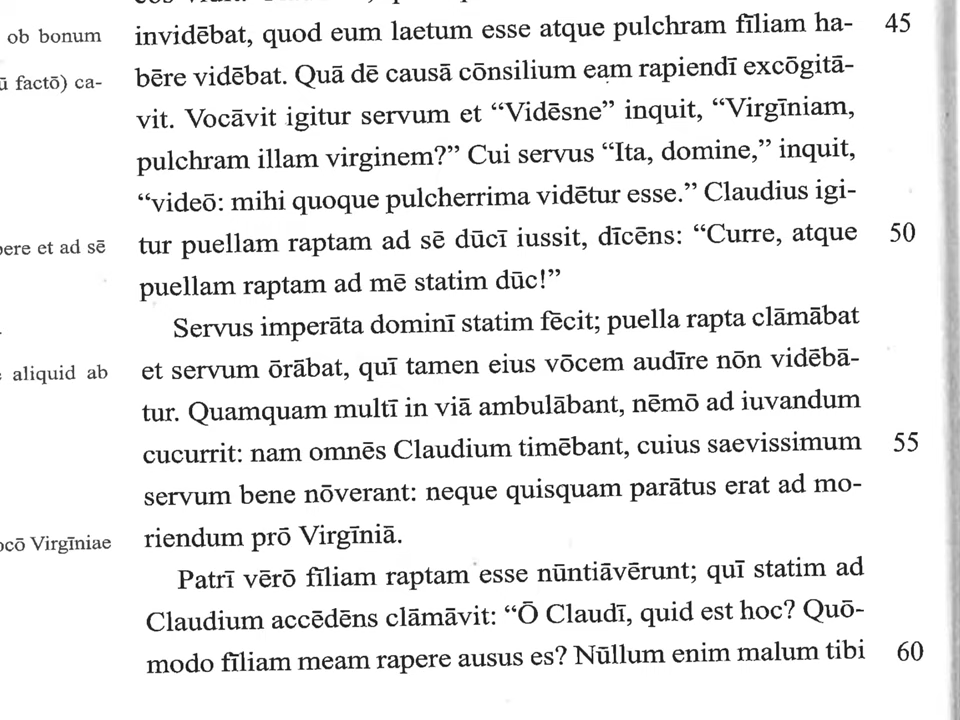 ob bonum
invidēbat, quod eum laetum esse atque pulchram fīliam ha- 45
bēre vidēbat. Quā dē causā cōnsilium eam rapiendī excōgitā-
ū factō) ca-
vit. Vocāvit igitur servum et “Vidēsne” inquit, “Virgīniam,
pulchram illam virginem?” Cui servus “Ita, domine,” inquit,
“videō: mihi quoque pulcherrima vidētur esse.” Claudius igi-
pere et ad sē
tur puellam raptam ad sē dūcī iussit, dīcēns: “Curre, atque 50
puellam raptam ad mē statim dūc!”
Servus imperāta dominī statim fēcit; puella rapta clāmābat
aliquid ab
et servum ōrābat, quī tamen eius vōcem audīre nōn vidēbā-
tur. Quamquam multī in viā ambulābant, nēmō ad iuvandum
cucurrit: nam omnēs Claudium timēbant, cuius saevissimum 55
servum bene nōverant: neque quisquam parātus erat ad mo-
ocō Virgīniae
riendum prō Virgīniā.
Patrī vērō fīliam raptam esse nūntiāvērunt; quī statim ad
Claudium accēdēns clāmāvit: “Ō Claudī, quid est hoc? Quō-
modo fīliam meam rapere ausus es? Nūllum enim malum tibi 60